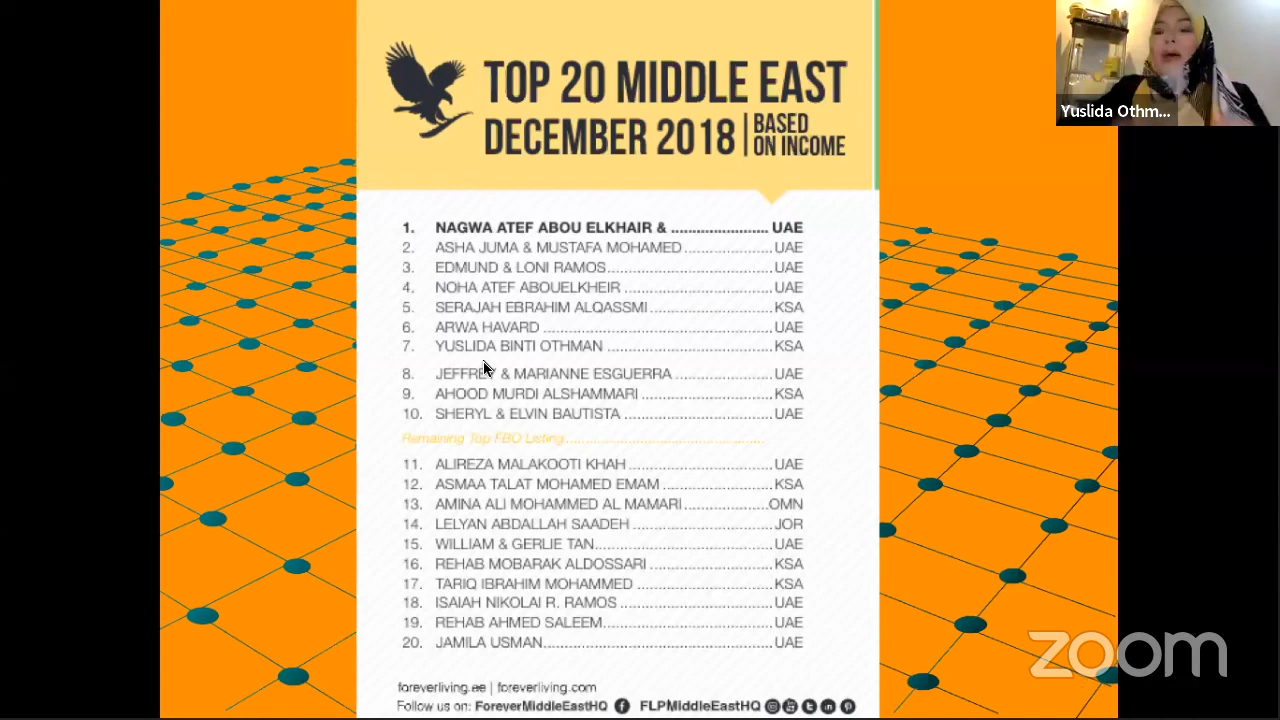 TOP 20 MIDDLE EAST
DECEMBER 2018 | BASED ON INCOME
Yuslida Othm...
1. NAGWA ATEF ABOU ELKHAIR & ........................ UAE
2. ASHA JUMA & MUSTAFA MOHAMED ........................ UAE
3. EDMUND & LONI RAMOS ........................ UAE
4. NOHA ATEF ABOUELKHEIR ........................ UAE
5. SERAJAH EBRAHIM ALQASSMI ........................ KSA
6. ARWA HAVARD ........................ UAE
7. YUSLIDA BINTI OTHMAN ........................ KSA
8. JEFFREY & MARIANNE ESGUERRA ........................ UAE
9. AHOOD MURDI ALSHAMMARI ........................ KSA
10. SHERYL & ELVIN BAUTISTA ........................ UAE
Remaining Top FBO Listing ........................
11. ALIREZA MALAKOOTI KHAH ........................ UAE
12. ASMAA TALAT MOHAMED EMAM ........................ KSA
13. AMINA ALI MOHAMMED AL MAMARI ........................ OMN
14. LELYAN ABDALLAH SAADEH ........................ JOR
15. WILLIAM & GERLIE TAN ........................ UAE
16. REHAB MOBARAK ALDOSSARI ........................ KSA
17. TARIQ IBRAHIM MOHAMMED ........................ KSA
18. ISAIAH NIKOLAI R. RAMOS ........................ UAE
19. REHAB AHMED SALEEM ........................ UAE
20. JAMILA USMAN ........................ UAE
foreverliving.ae | foreverliving.com
Follow us on: ForeverMiddleEastHQ FLPMiddleEastHQ
zoom